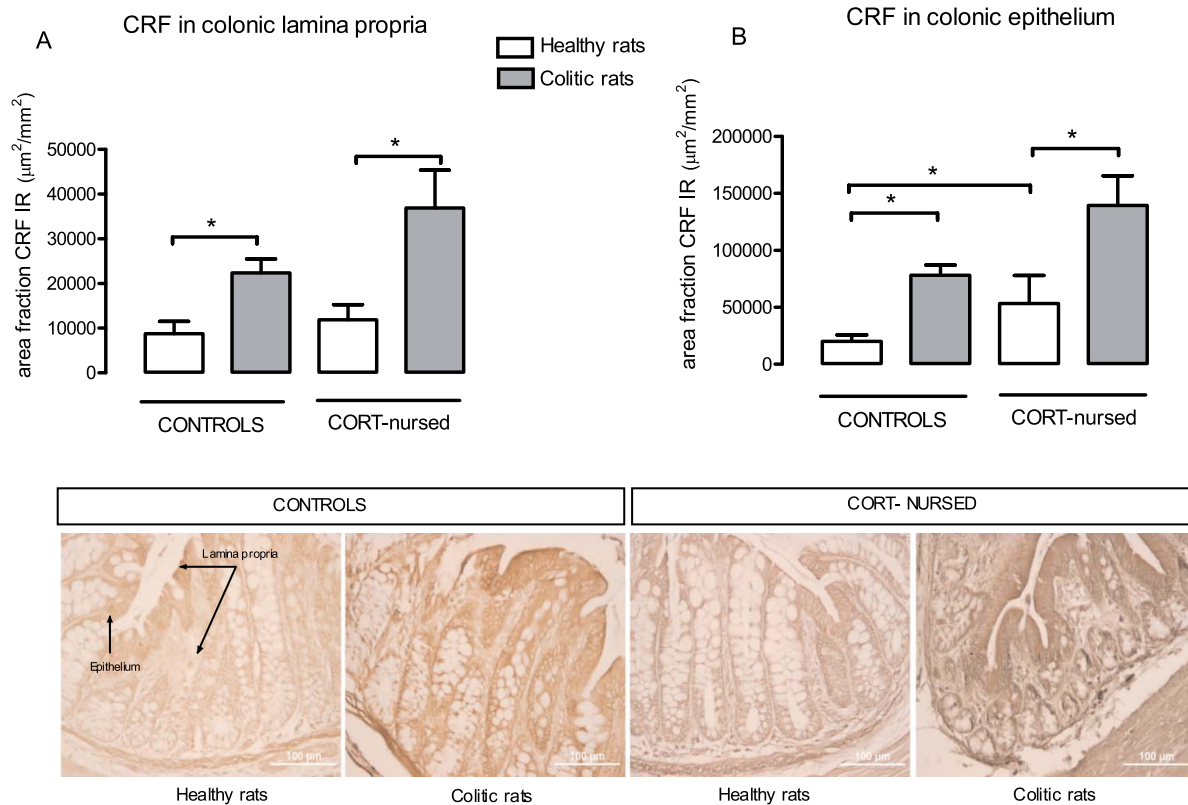 CRF in colonic lamina propria
A
area fraction CRF IR (μm²/mm²)
50000
40000
30000
20000
10000
0
*
*
CONTROLS
CORT-nursed
Healthy rats
Colitic rats
CRF in colonic epithelium
B
area fraction CRF IR (μm²/mm²)
200000
150000
100000
50000
0
*
*
*
CONTROLS
CORT-nursed
CONTROLS
CORT- NURSED
Lamina propria
Epithelium
100 μm
100 μm
100 μm
100 μm
Healthy rats
Colitic rats
Healthy rats
Colitic rats